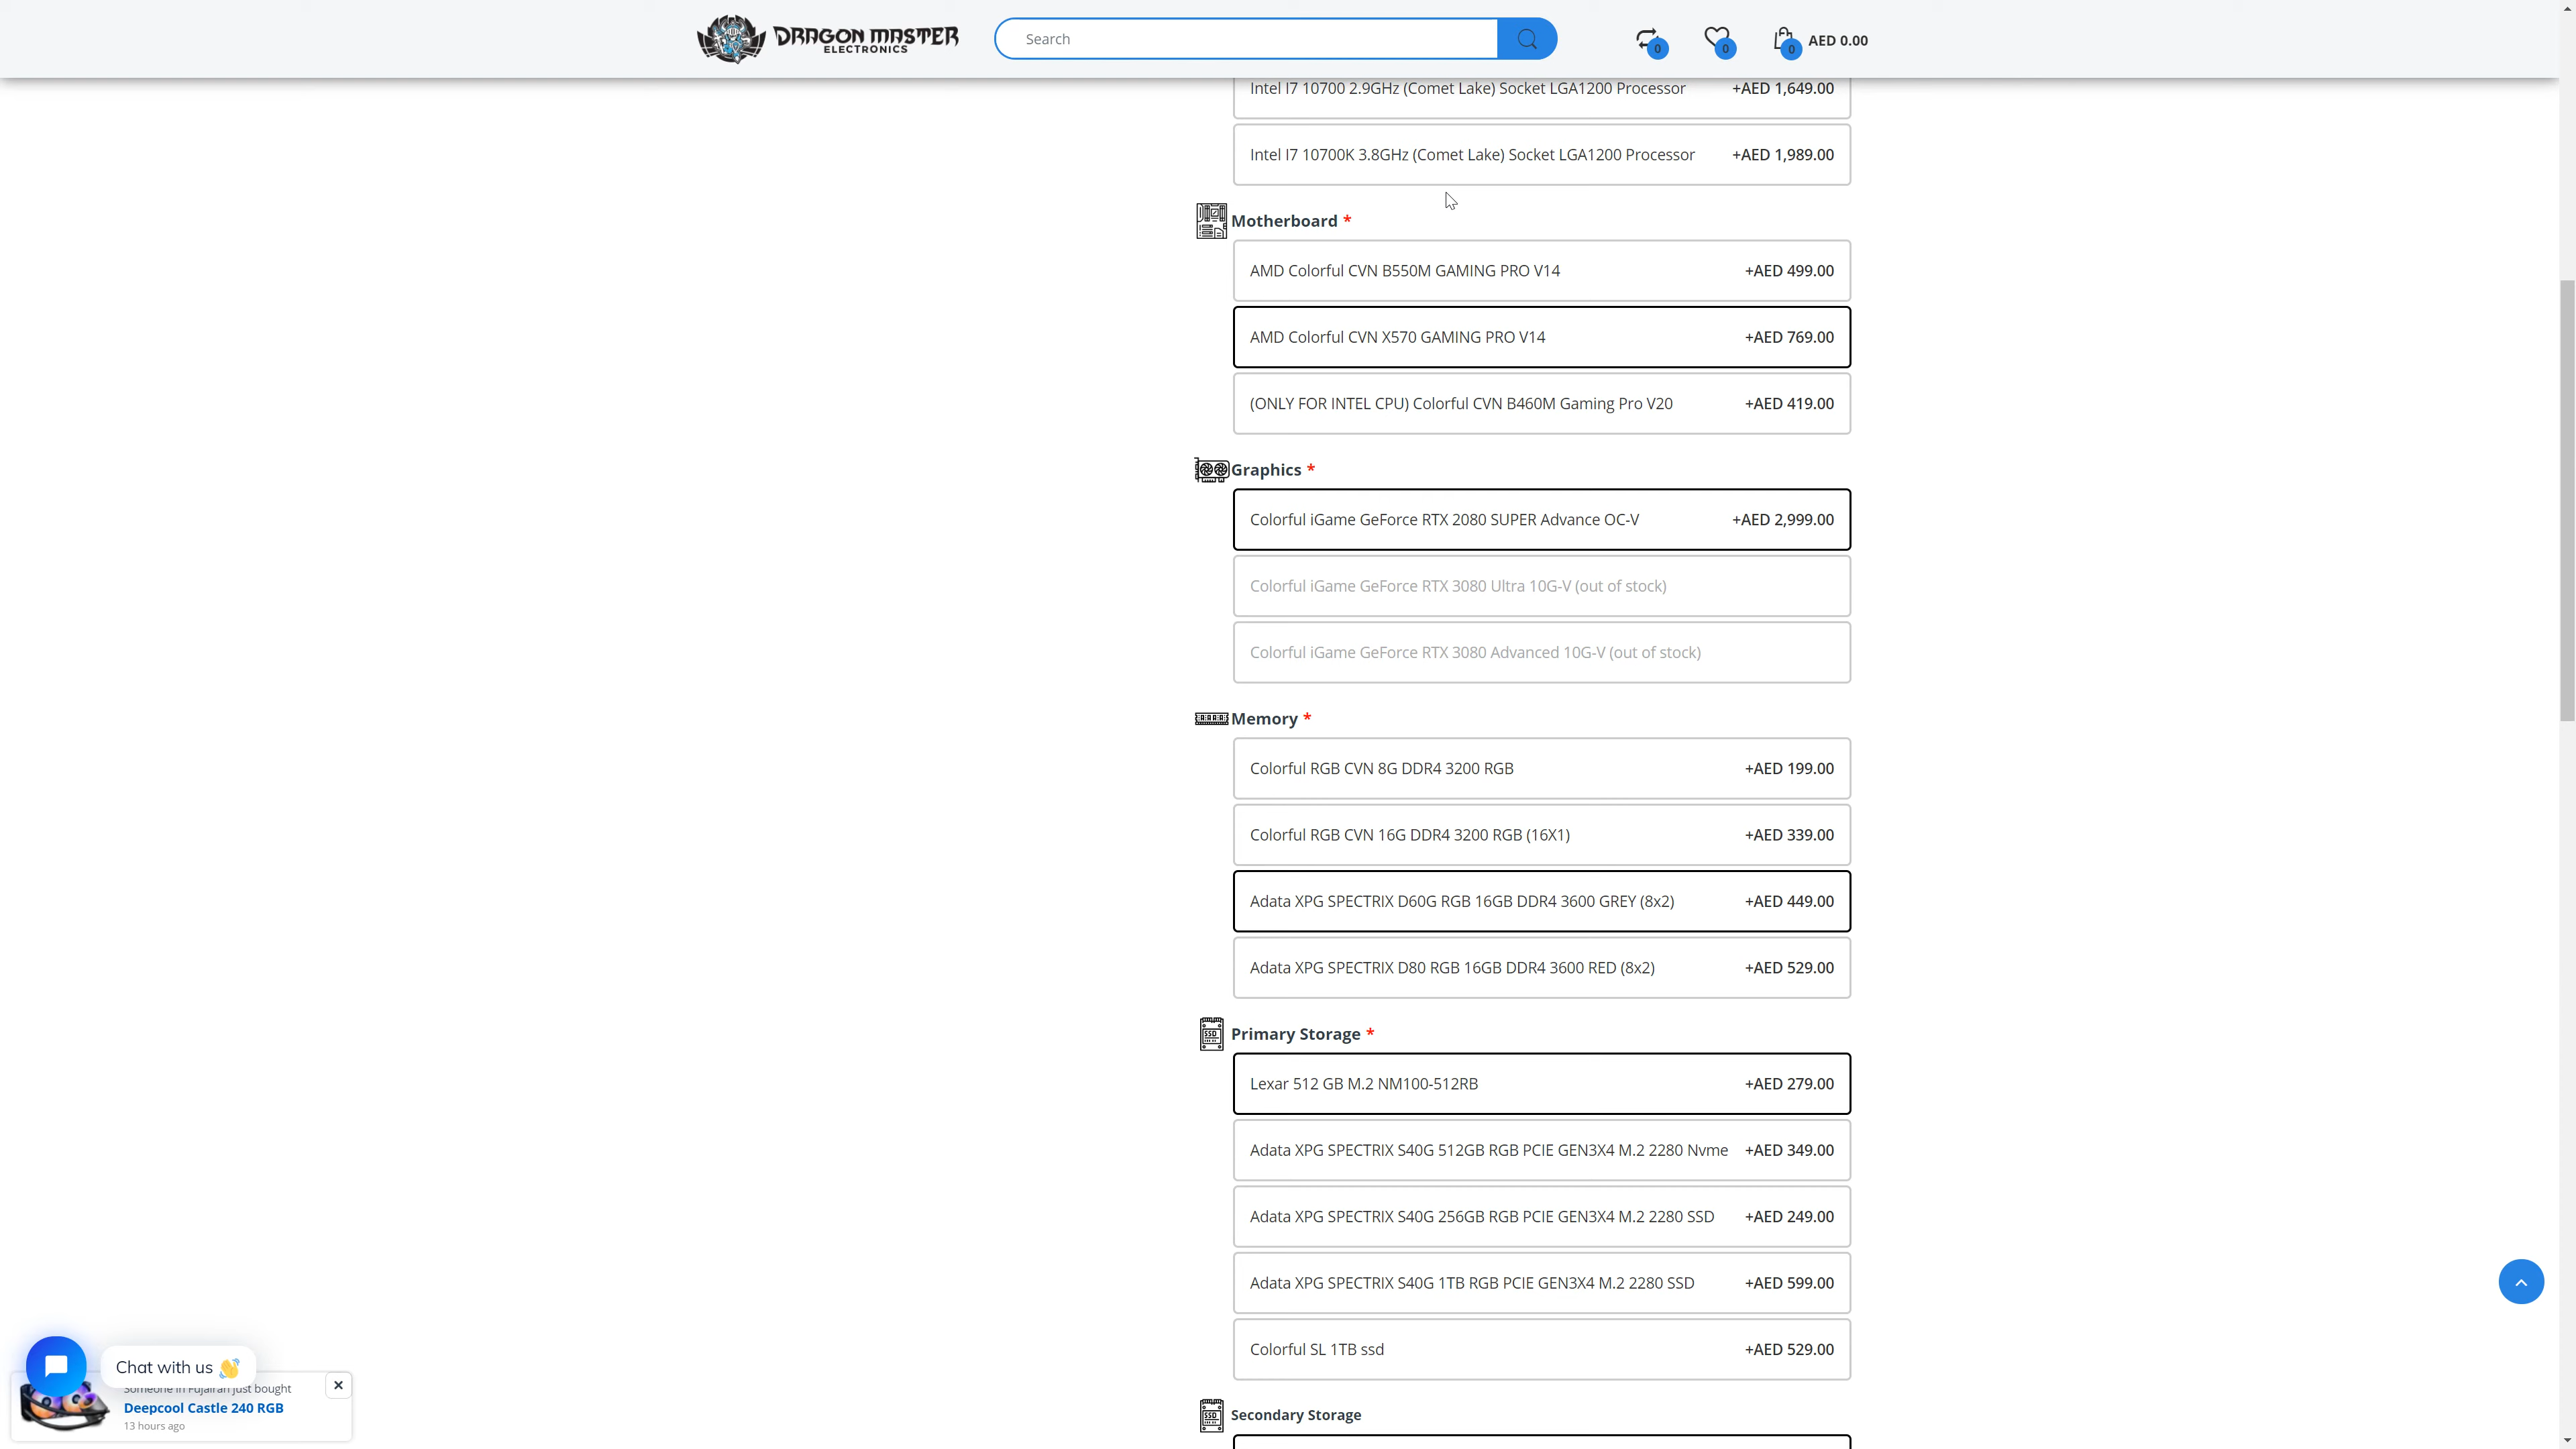 DRAGON MASTER
ELECTRONICS
Search
0
0
0
AED 0.00
Intel I7 10700 2.9GHz (Comet Lake) Socket LGA1200 Processor +AED 1,649.00
Intel I7 10700K 3.8GHz (Comet Lake) Socket LGA1200 Processor +AED 1,989.00
Motherboard *
AMD Colorful CVN B550M GAMING PRO V14 +AED 499.00
AMD Colorful CVN X570 GAMING PRO V14 +AED 769.00
(ONLY FOR INTEL CPU) Colorful CVN B460M Gaming Pro V20 +AED 419.00
Graphics *
Colorful iGame GeForce RTX 2080 SUPER Advance OC-V +AED 2,999.00
Colorful iGame GeForce RTX 3080 Ultra 10G-V (out of stock)
Colorful iGame GeForce RTX 3080 Advanced 10G-V (out of stock)
Memory *
Colorful RGB CVN 8G DDR4 3200 RGB +AED 199.00
Colorful RGB CVN 16G DDR4 3200 RGB (16X1) +AED 339.00
Adata XPG SPECTRIX D60G RGB 16GB DDR4 3600 GREY (8x2) +AED 449.00
Adata XPG SPECTRIX D80 RGB 16GB DDR4 3600 RED (8x2) +AED 529.00
Primary Storage *
SSD
Lexar 512 GB M.2 NM100-512RB +AED 279.00
Adata XPG SPECTRIX S40G 512GB RGB PCIE GEN3X4 M.2 2280 Nvme +AED 349.00
Adata XPG SPECTRIX S40G 256GB RGB PCIE GEN3X4 M.2 2280 SSD +AED 249.00
Adata XPG SPECTRIX S40G 1TB RGB PCIE GEN3X4 M.2 2280 SSD +AED 599.00
Colorful SL 1TB ssd +AED 529.00
SSD
Secondary Storage
Chat with us 👋
Someone in Fujairah just bought
Deepcool Castle 240 RGB
13 hours ago